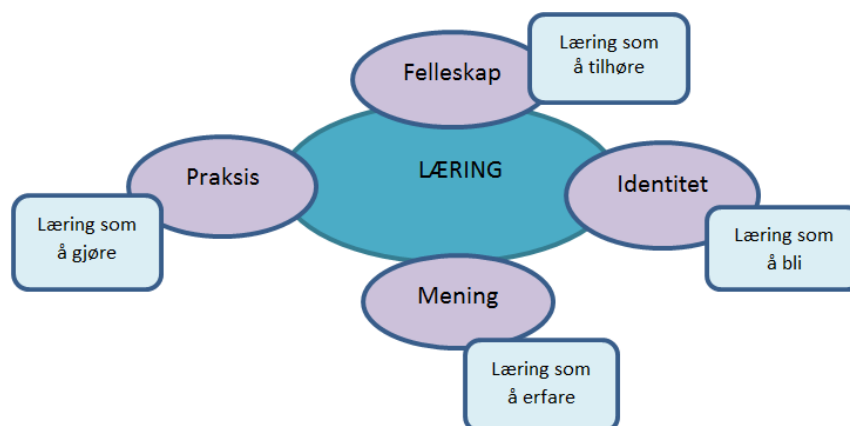 Felleskap
Læring som
å tilhøre
Praksis
LÆRING
Identitet
Læring som
å gjøre
Læring som
å bli
Mening
Læring som
å erfare